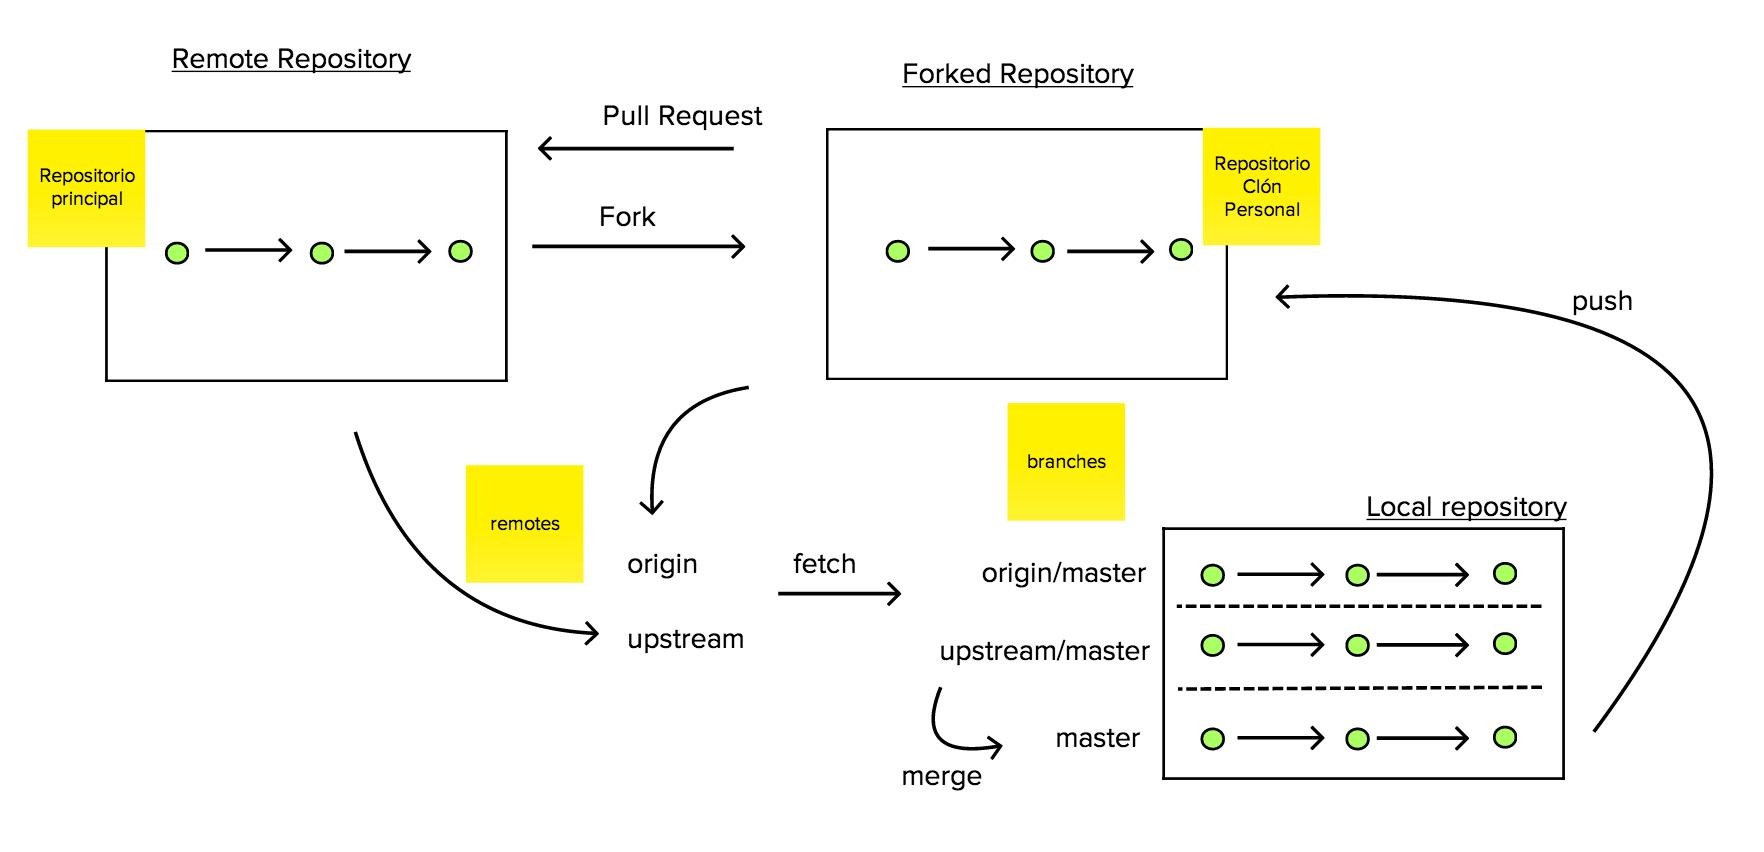 Remote Repository
Forked Repository
Pull Request
Repositorio
principal
Repositorio
Clón
Personal
Fork
push
branches
remotes
Local repository
origin
fetch
origin/master
upstream
upstream/master
master
merge